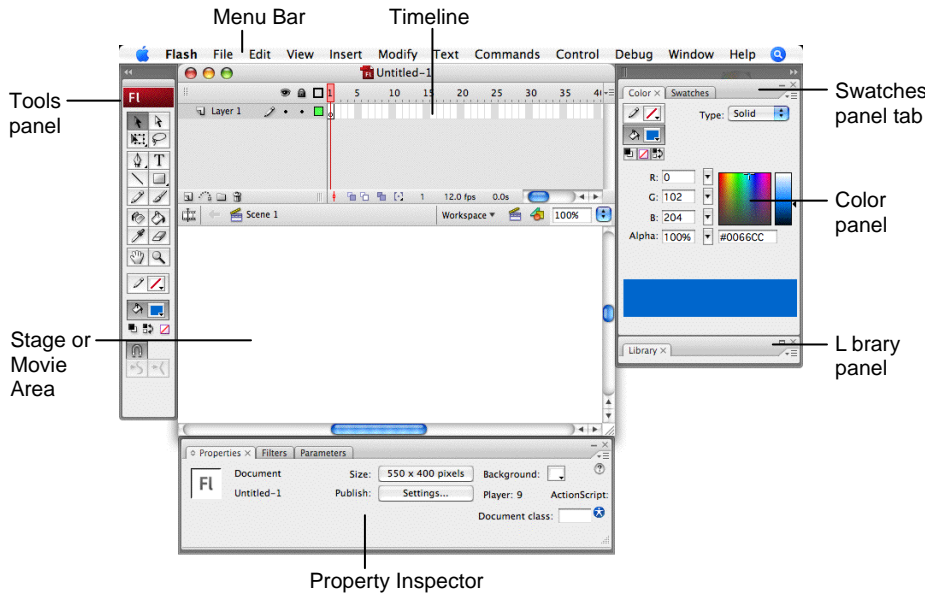 Menu Bar
Timeline
Flash File Edit View Insert Modify Text Commands Control Debug Window Help
Untitled-1
Tools
panel
Fl
1 5 10 15 20 25 30 35 4
Layer 1
1 12.0 fps 0.0s
Scene 1
Workspace
100%
Color × Swatches
Type: Solid
R: 0
G: 102
B: 204
Alpha: 100% #0066CC
Swatches
panel tab
Color
panel
Stage or
Movie
Area
Library ×
L brary
panel
Properties × Filters Parameters
Fl
Document
Untitled-1
Size: 550 x 400 pixels
Publish: Settings...
Background:
Player: 9 ActionScript:
Document class:
Property Inspector